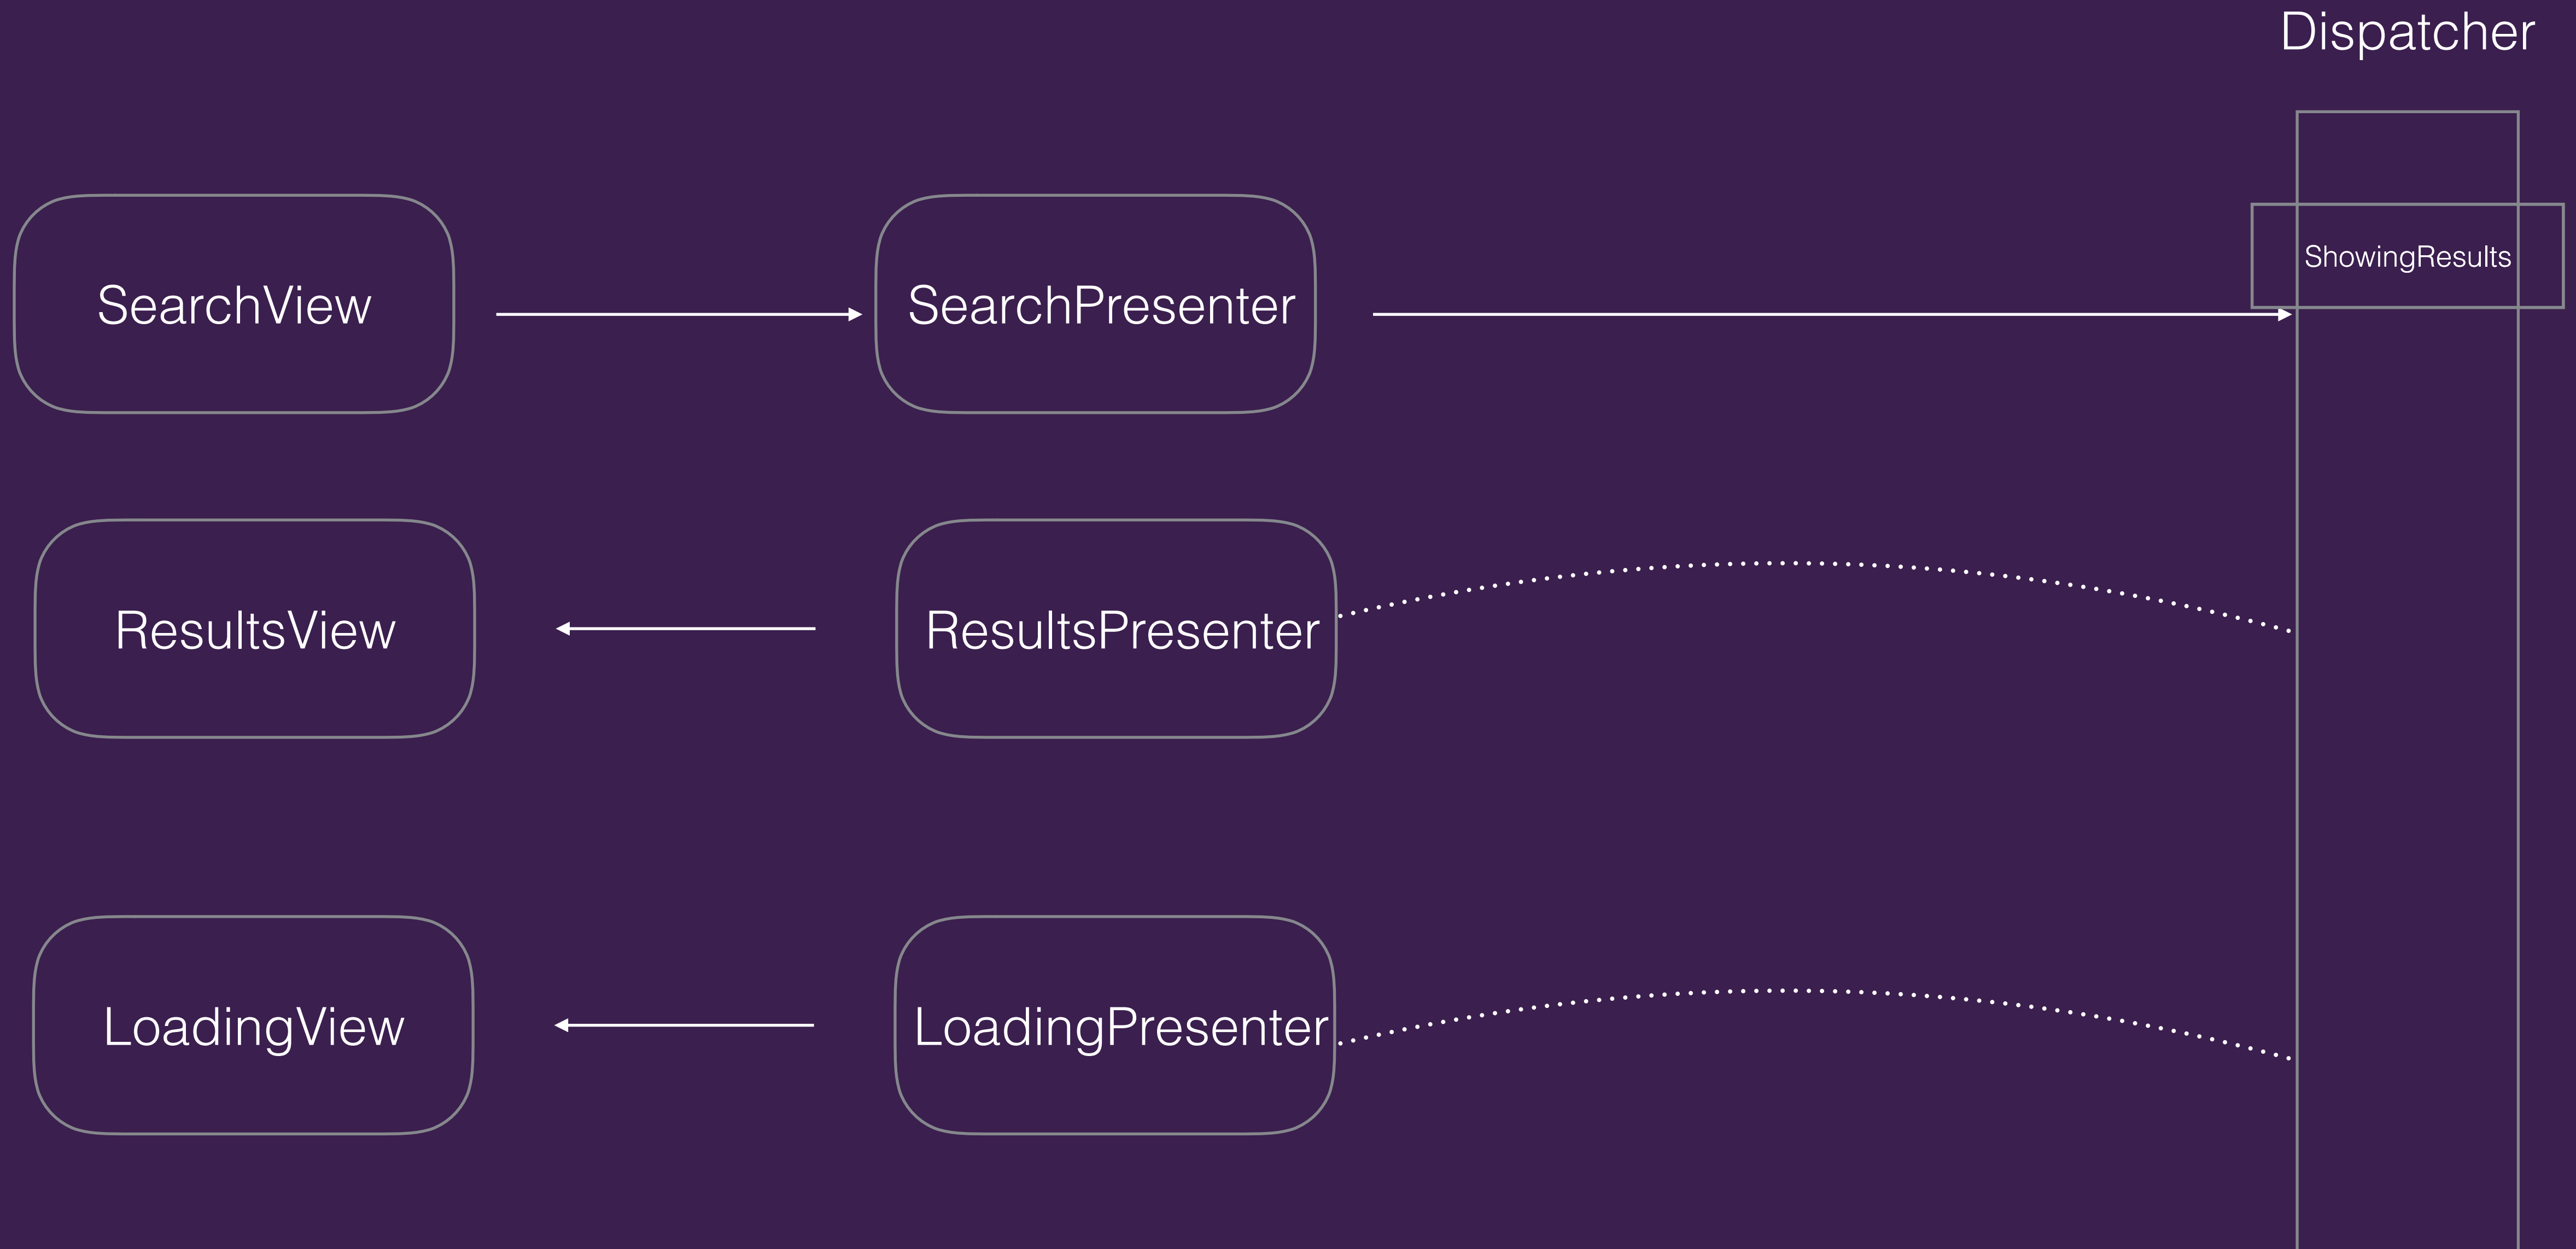 Dispatcher
ShowingResults
SearchView
SearchPresenter
ResultsView
ResultsPresenter
LoadingView
LoadingPresenter